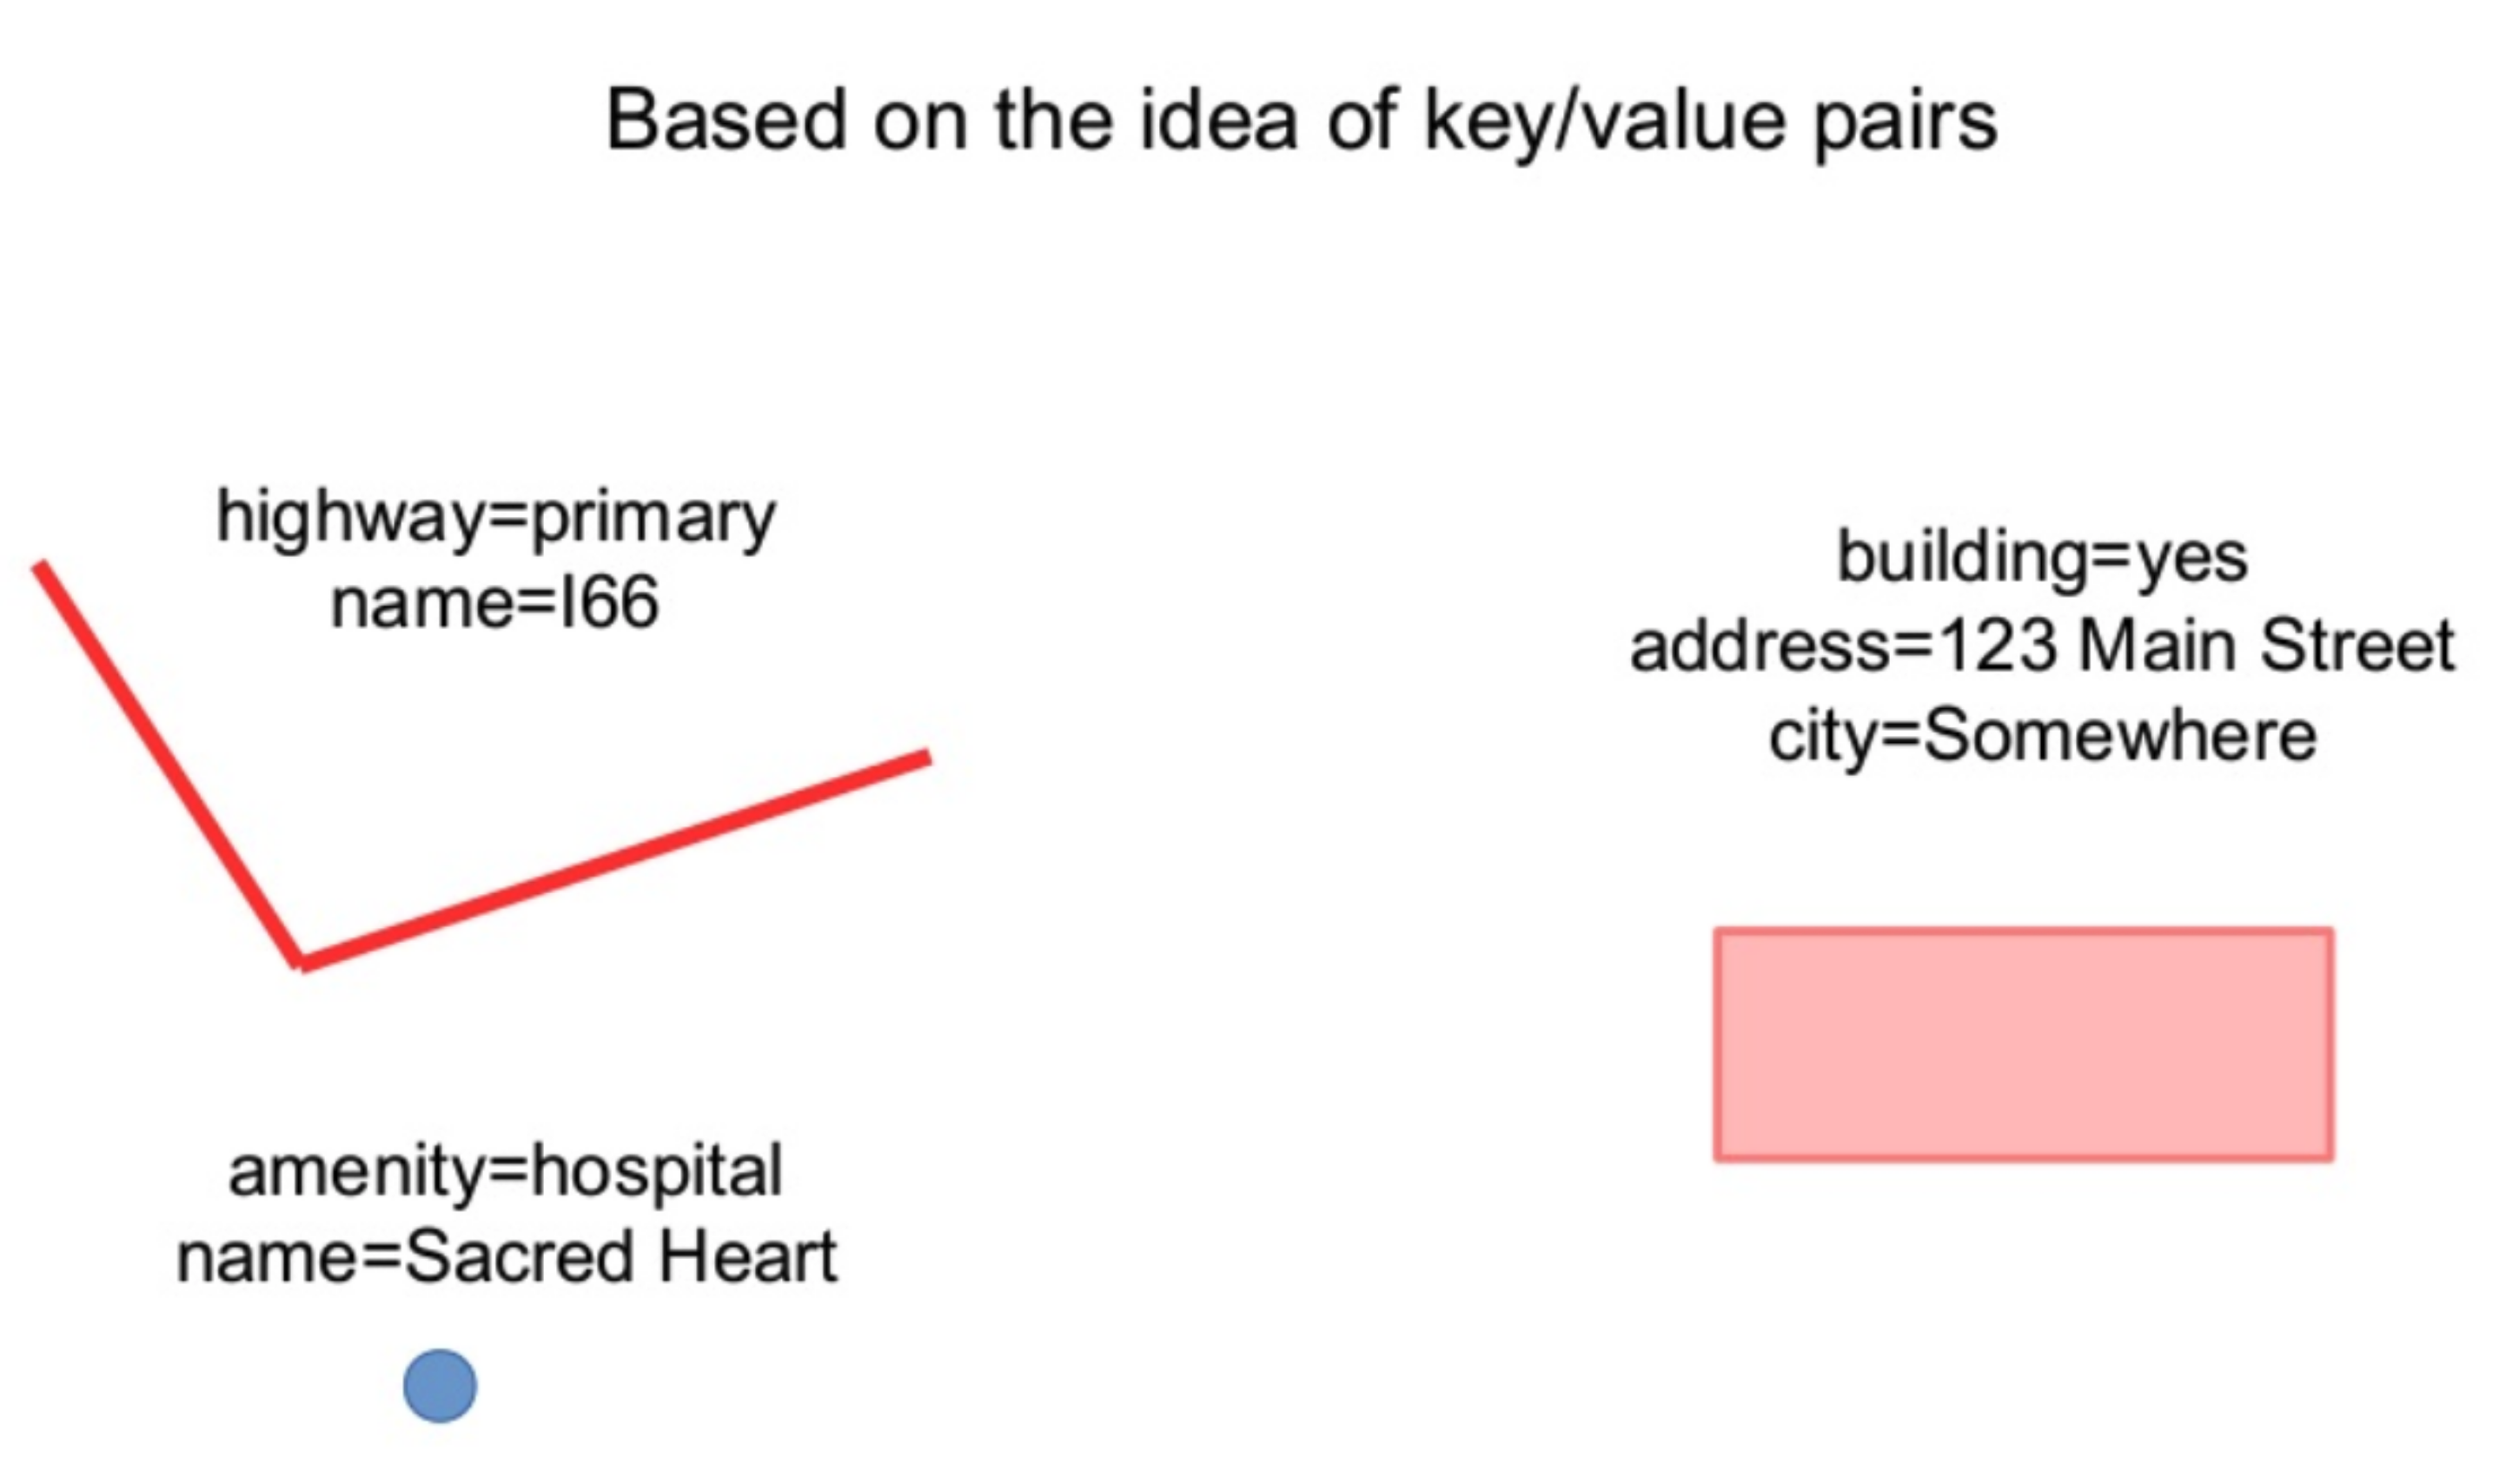 Based on the idea of key/value pairs
highway=primary
name=I66
building=yes
address=123 Main Street
city=Somewhere
amenity=hospital
name=Sacred Heart